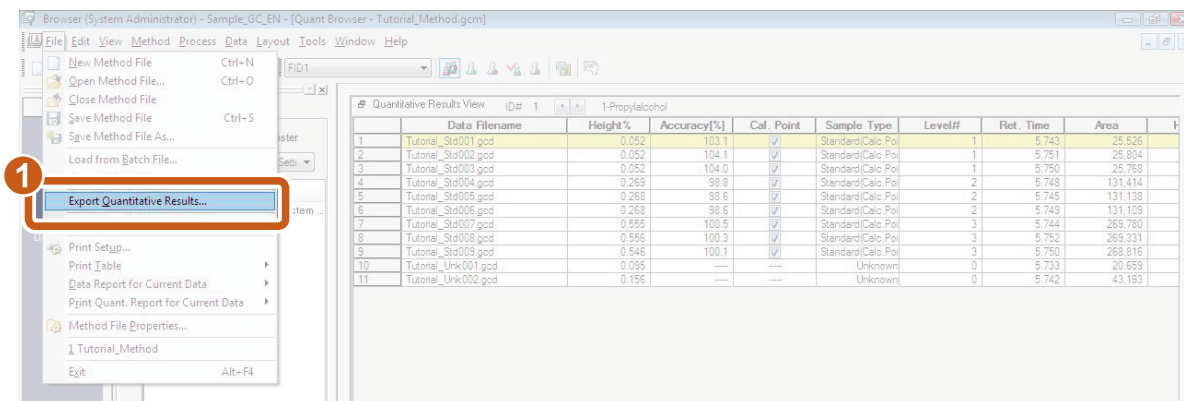 Browser (System Administrator) - Sample_GC_EN - [Quant Browser - Tutorial_Method.gcm]
File Edit View Method Process Data Layout Tools Window Help
FID1
New Method File Ctrl+N
Open Method File... Ctrl+O
Close Method File
Save Method File Ctrl+S
Save Method File As...
Load from Batch File...
1
Export Quantitative Results...
Print Setup...
Print Table
Data Report for Current Data
Print Quant. Report for Current Data
Method File Properties...
1 Tutorial_Method
Exit Alt+F4
Quantitative Results View ID# 1 1-Propylalcohol
Data Filename Height% Accuracy[%] Cal. Point Sample Type Level# Ret. Time Area H
1 Tutorial_Std001.gcd 0.052 103.1 Standard(Calc.Poi 1 5.743 25,526
2 Tutorial_Std002.gcd 0.052 104.1 Standard(Calc.Poi 1 5.751 25,804
3 Tutorial_Std003.gcd 0.052 104.0 Standard(Calc.Poi 1 5.750 25,768
4 Tutorial_Std004.gcd 0.269 98.8 Standard(Calc.Poi 2 5.748 131,414
5 Tutorial_Std005.gcd 0.268 98.6 Standard(Calc.Poi 2 5.745 131,138
6 Tutorial_Std006.gcd 0.268 98.6 Standard(Calc.Poi 2 5.749 131,109
7 Tutorial_Std007.gcd 0.555 100.5 Standard(Calc.Poi 3 5.744 269,780
8 Tutorial_Std008.gcd 0.556 100.3 Standard(Calc.Poi 3 5.752 269,331
9 Tutorial_Std009.gcd 0.546 100.1 Standard(Calc.Poi 3 5.750 268,816
10 Tutorial_Unk001.gcd 0.095 ---- ---- Unknown 0 5.733 20,659
11 Tutorial_Unk002.gcd 0.156 ---- ---- Unknown 0 5.742 43,193